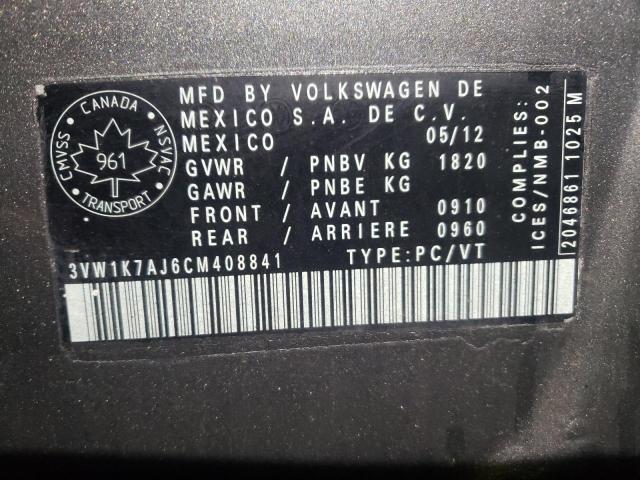 CANADA
CMVSS
NSVAC
961
TRANSPORT
MFD BY VOLKSWAGEN DE
MEXICO S.A. DE C.V.
MEXICO 05/12
GVWR / PNBV KG 1820
GAWR / PNBE KG
FRONT / AVANT 0910
REAR / ARRIERE 0960
3VW1K7AJ6CM408841 TYPE:PC/VT
COMPLIES:
ICES/NMB-002
2046861 1025 M